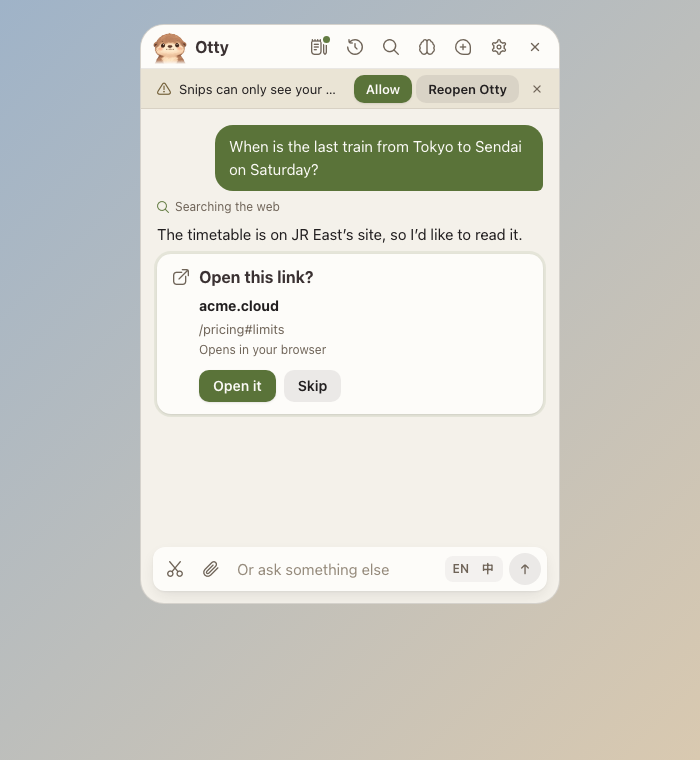 Otty
Snips can only see your ...
Allow
Reopen Otty
When is the last train from Tokyo to Sendai
on Saturday?
Searching the web
The timetable is on JR East’s site, so I’d like to read it.
Open this link?
acme.cloud
/pricing#limits
Opens in your browser
Open it
Skip
Or ask something else
EN 中